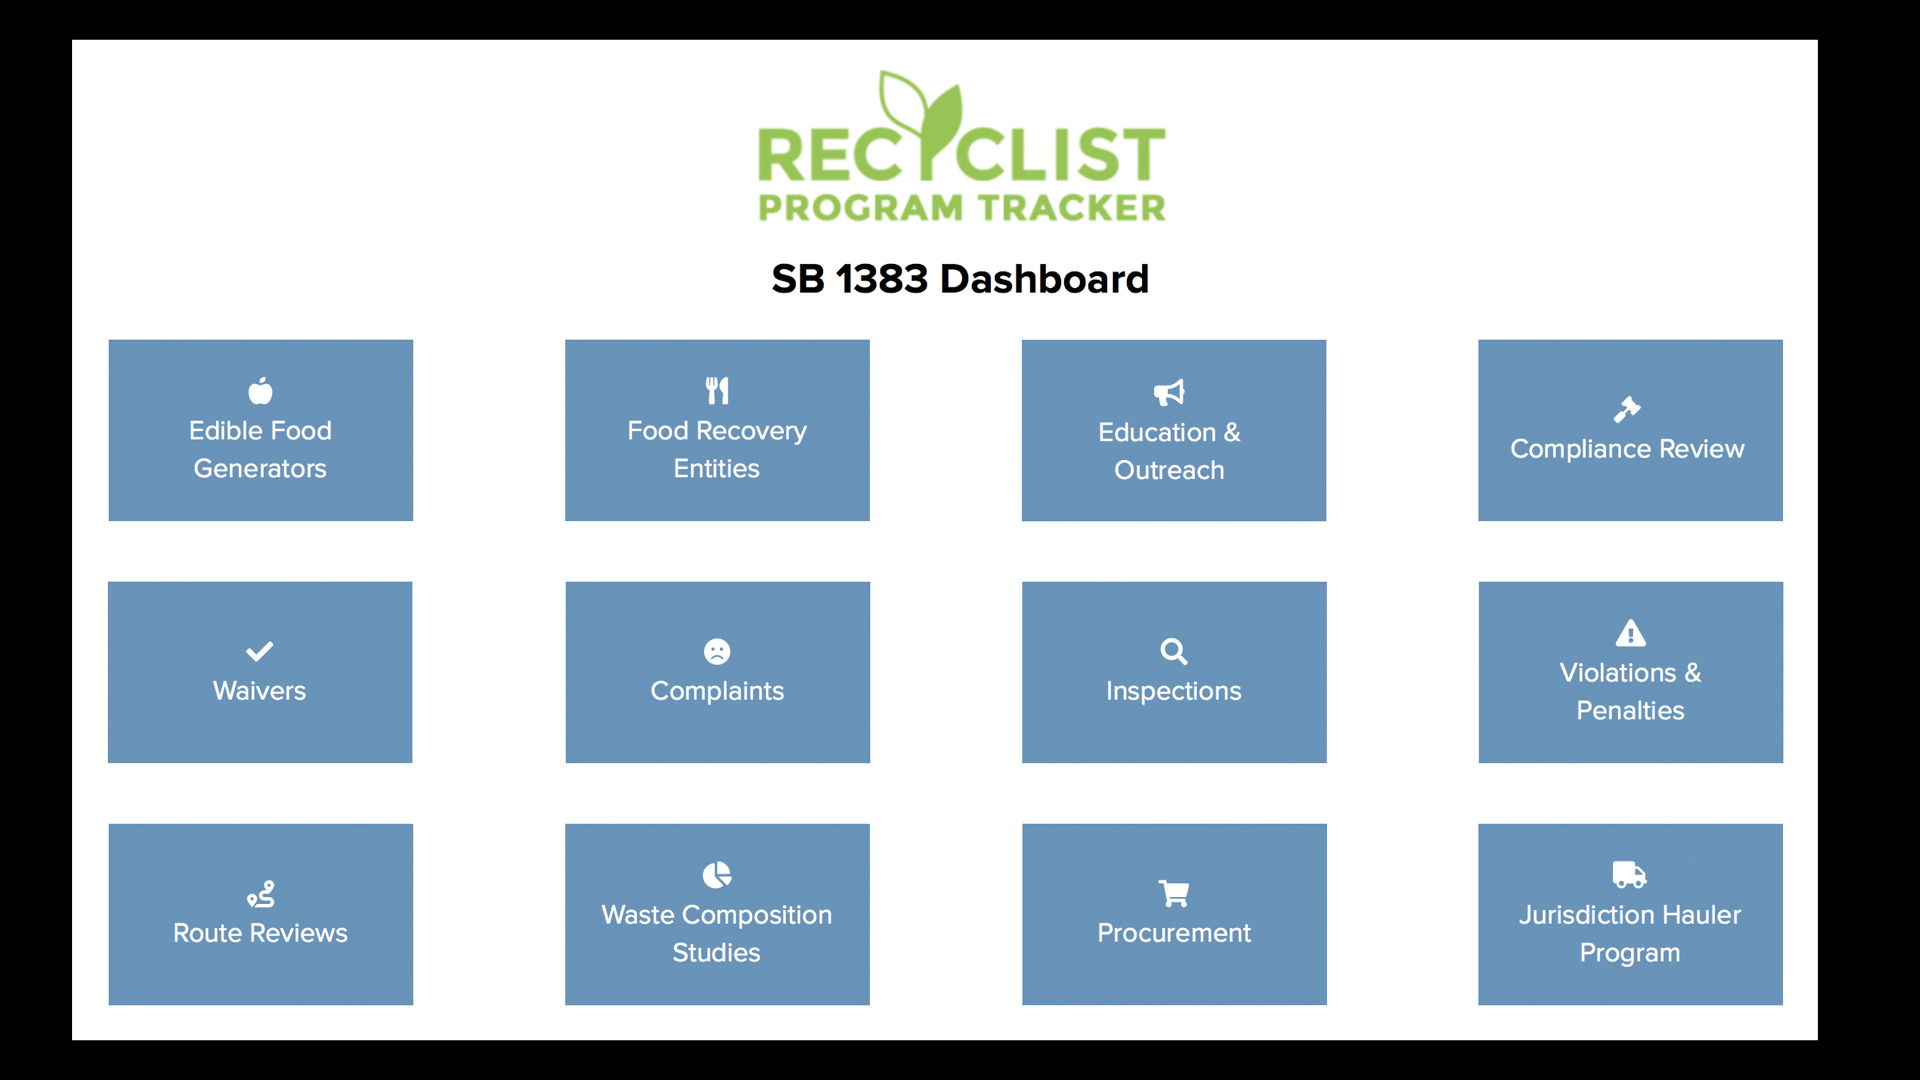 RECYCLIST
PROGRAM TRACKER
SB 1383 Dashboard
Edible Food
Generators
Food Recovery
Entities
Education &
Outreach
Compliance Review
Waivers
Complaints
Inspections
Violations &
Penalties
Route Reviews
Waste Composition
Studies
Procurement
Jurisdiction Hauler
Program